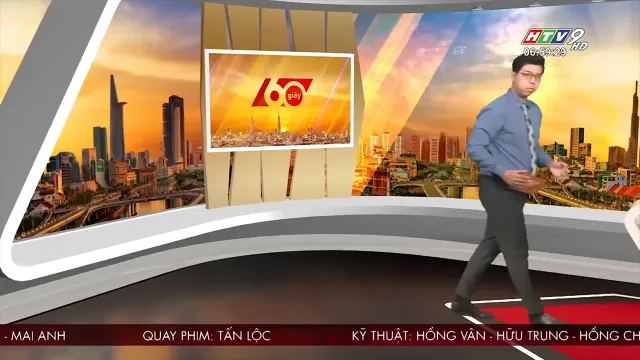 HTV9 HD
06:59:29
60 giây
- MAI ANH QUAY PHIM: TẤN LỘC KỸ THUẬT: HỒNG VÂN - HỮU TRUNG - HỒNG CH